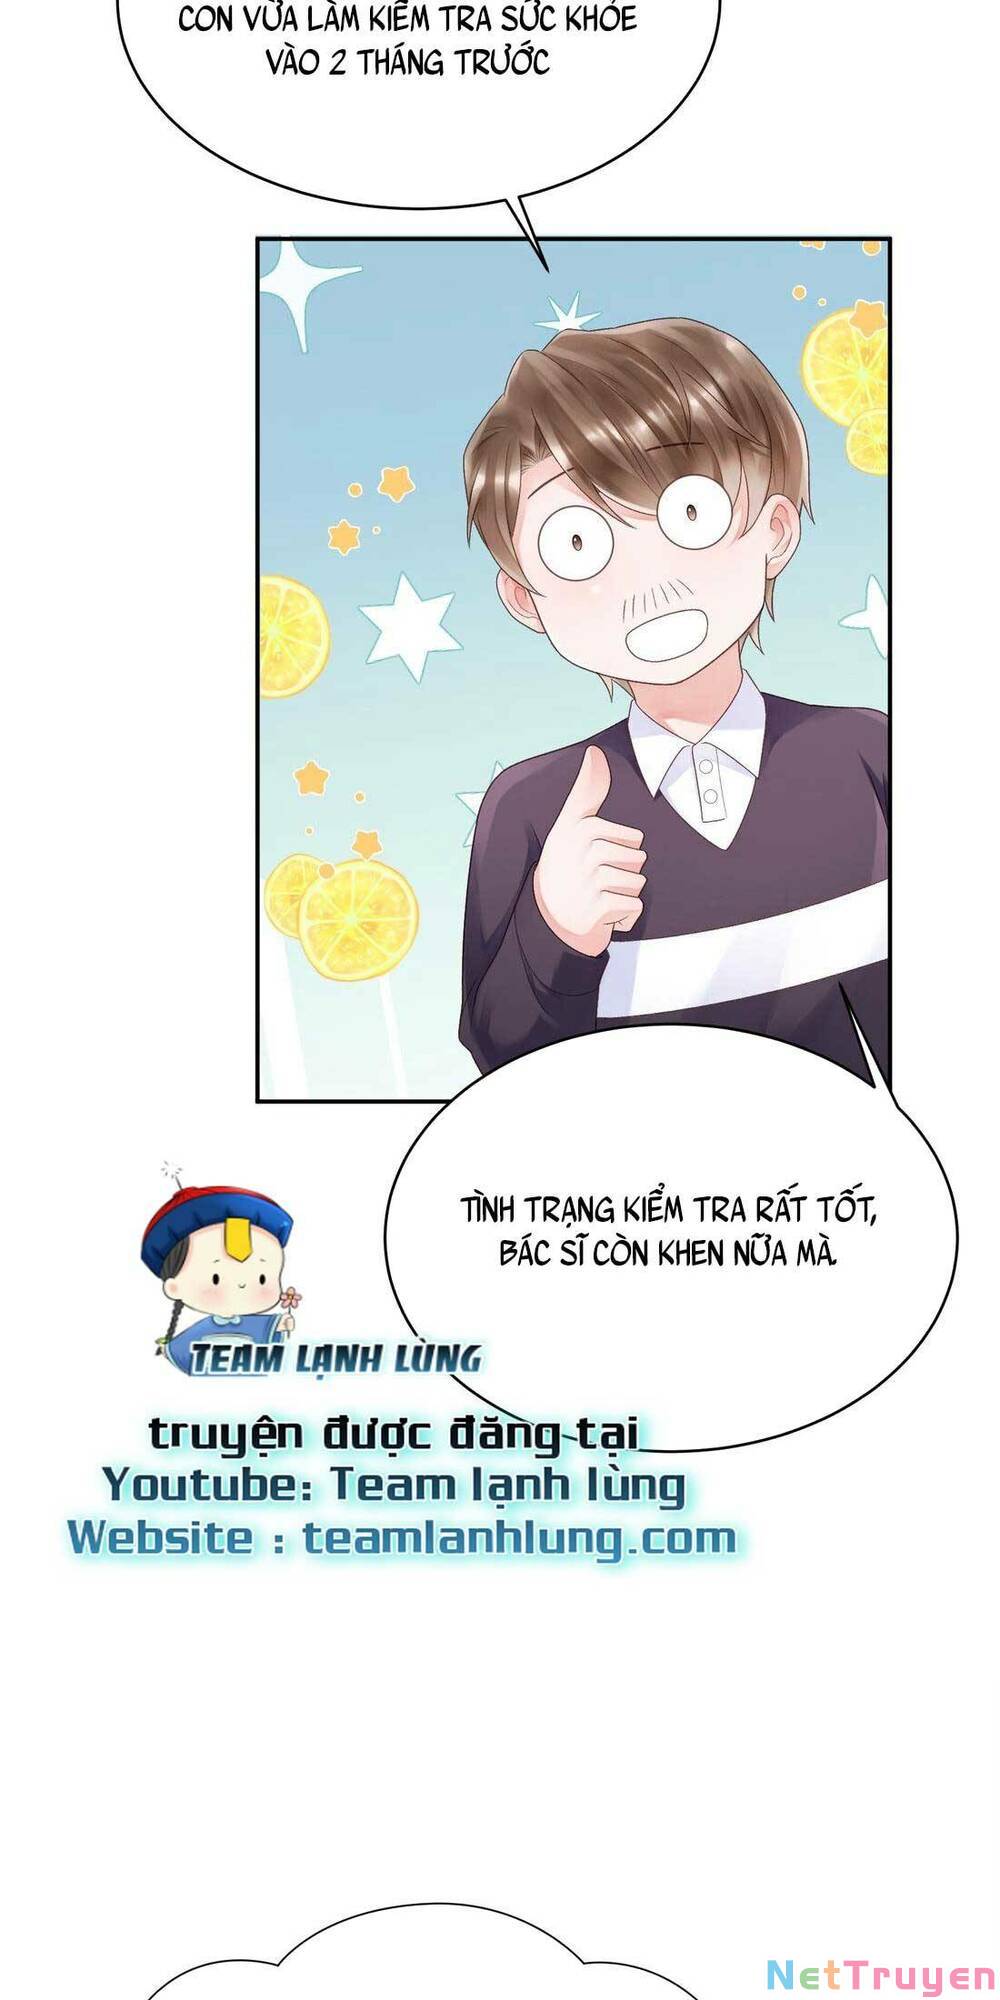 CON VỪA LÀM KIỂM TRA SỨC KHỎE
VÀO 2 THÁNG TRƯỚC
TÌNH TRẠNG KIỂM TRA RẤT TỐT,
BÁC SĨ CÒN KHEN NỮA MÀ.
TEAM LẠNH LÙNG
truyện được đăng tại
Youtube: Team lạnh lùng
Website : teamlanhlung.com
NetTruyen